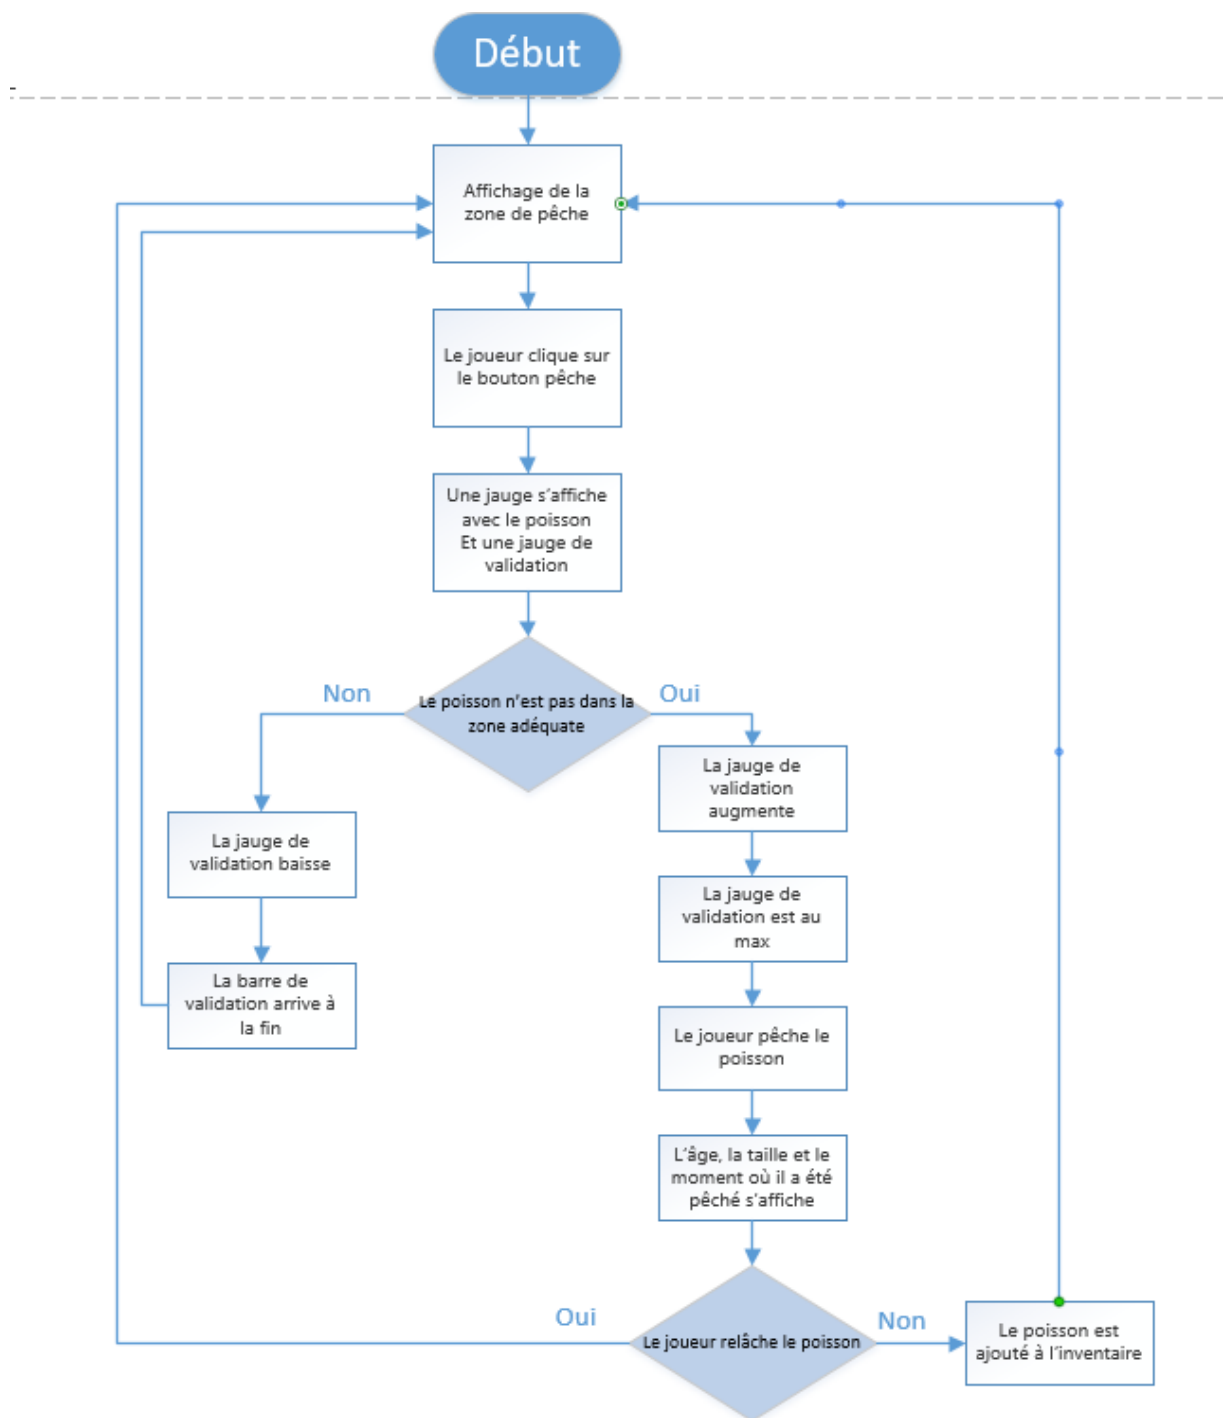 Début
Affichage de la
zone de pêche
Le joueur clique sur
le bouton pêche
Une jauge s’affiche
avec le poisson
Et une jauge de
validation
Non
Le poisson n’est pas dans la
zone adéquate
Oui
La jauge de
validation baisse
La barre de
validation arrive à
la fin
La jauge de
validation
augmente
La jauge de
validation est au
max
Le joueur pêche le
poisson
L’âge, la taille et le
moment où il a été
pêché s’affiche
Oui
Le joueur relâche le poisson
Non
Le poisson est
ajouté à l’inventaire